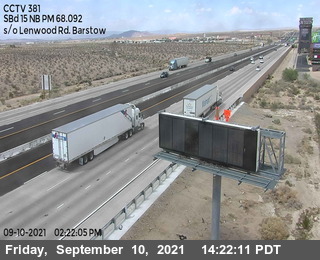 CCTV 381
SBd 15 NB PM 68.092
s/o Lenwood Rd. Barstow
09-10-2021 02:22:05 PM
Friday, September 10, 2021 14:22:11 PDT